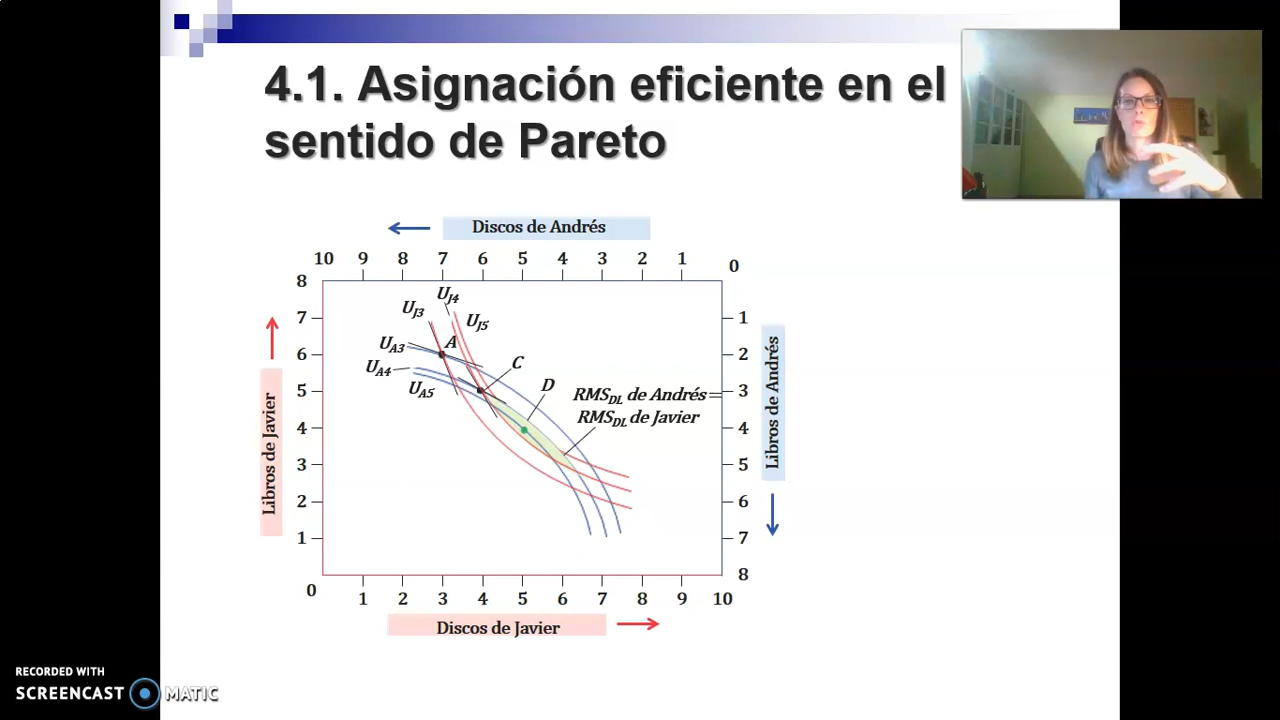 4.1. Asignación eficiente en el
sentido de Pareto
Discos de Andrés
10 9 8 7 6 5 4 3 2 1 0
8
7
6
5
4
3
2
1
0
Libros de Javier
U_J3
U_J4
U_J5
U_A3
A
U_A4
U_A5
C
D
RMS_DL de Andrés =
RMS_DL de Javier
1
2
3
4
5
6
7
8
Libros de Andrés
1 2 3 4 5 6 7 8 9 10
Discos de Javier
RECORDED WITH
SCREENCAST MATIC